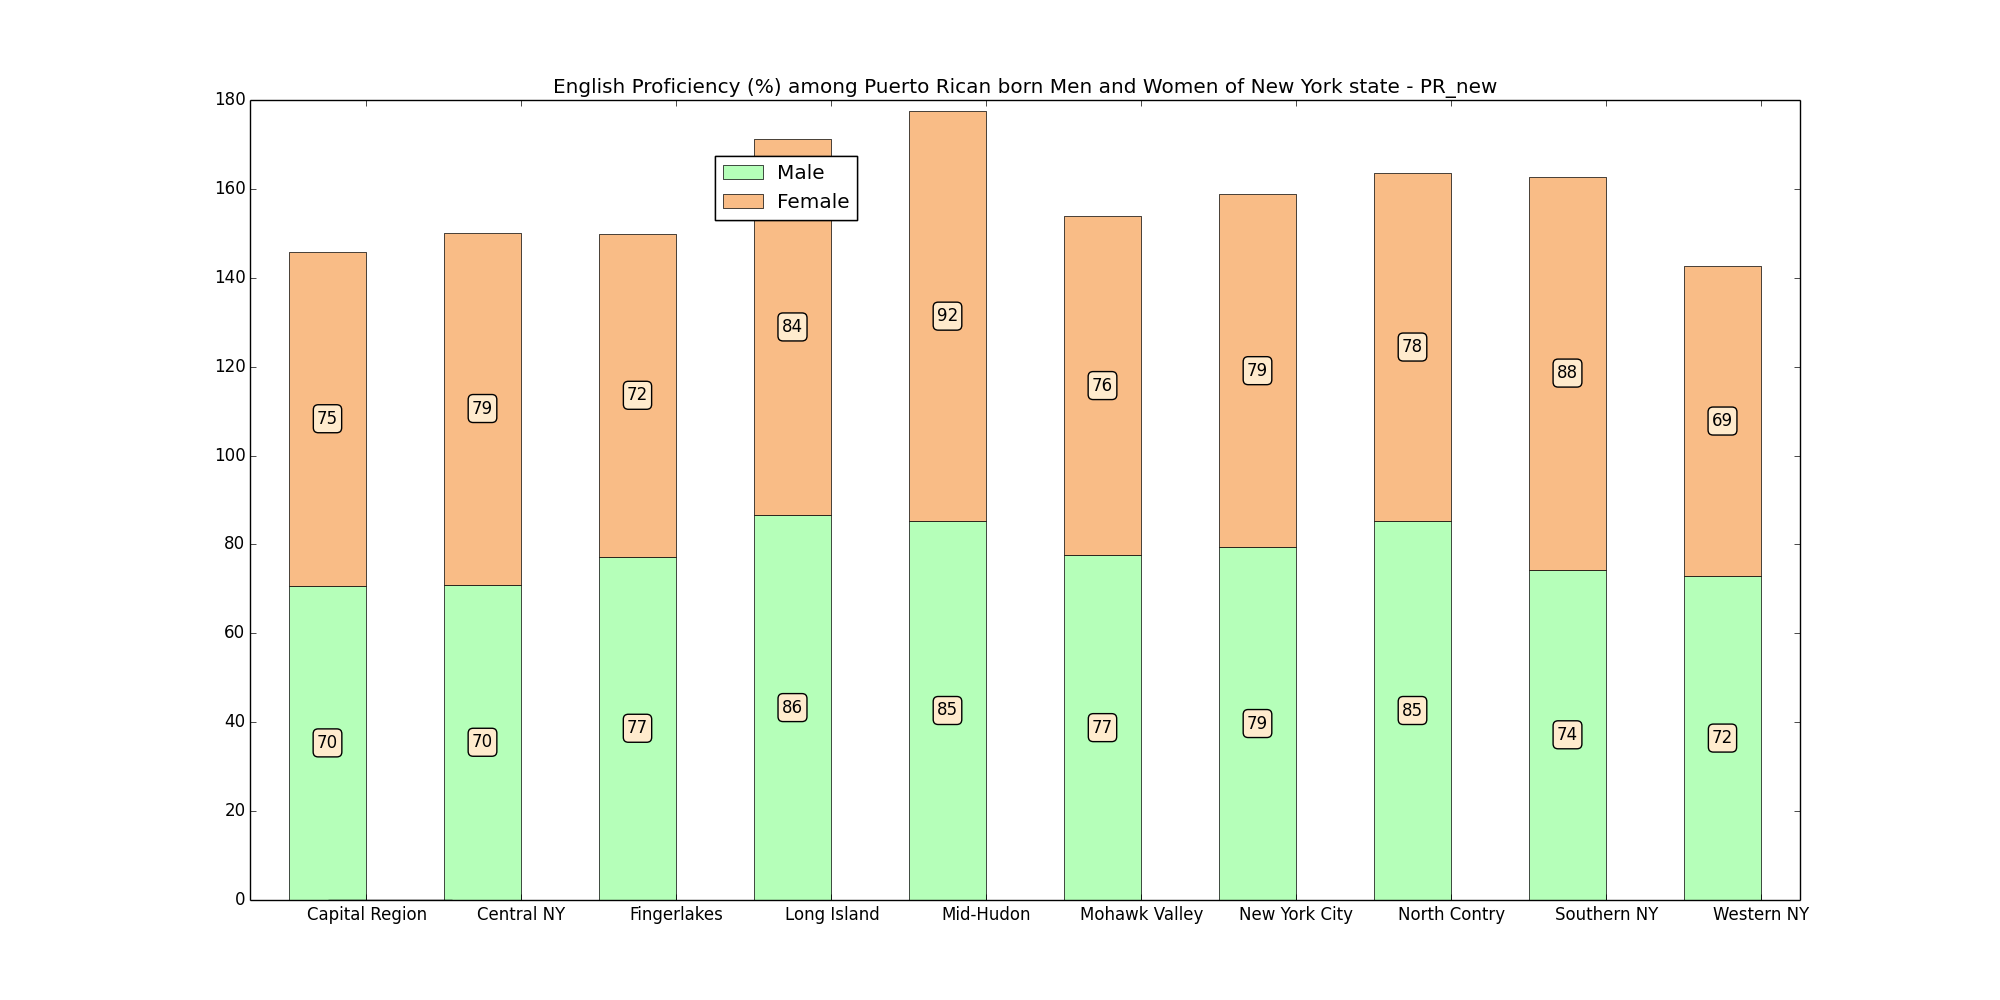 English Proficiency (%) among Puerto Rican born Men and Women of New York state - PR_new
180
160
140
120
100
80
60
40
20
0
Male
Female
75
79
72
84
92
76
79
78
88
69
70
70
77
86
85
77
79
85
74
72
Capital Region
Central NY
Fingerlakes
Long Island
Mid-Hudon
Mohawk Valley
New York City
North Contry
Southern NY
Western NY